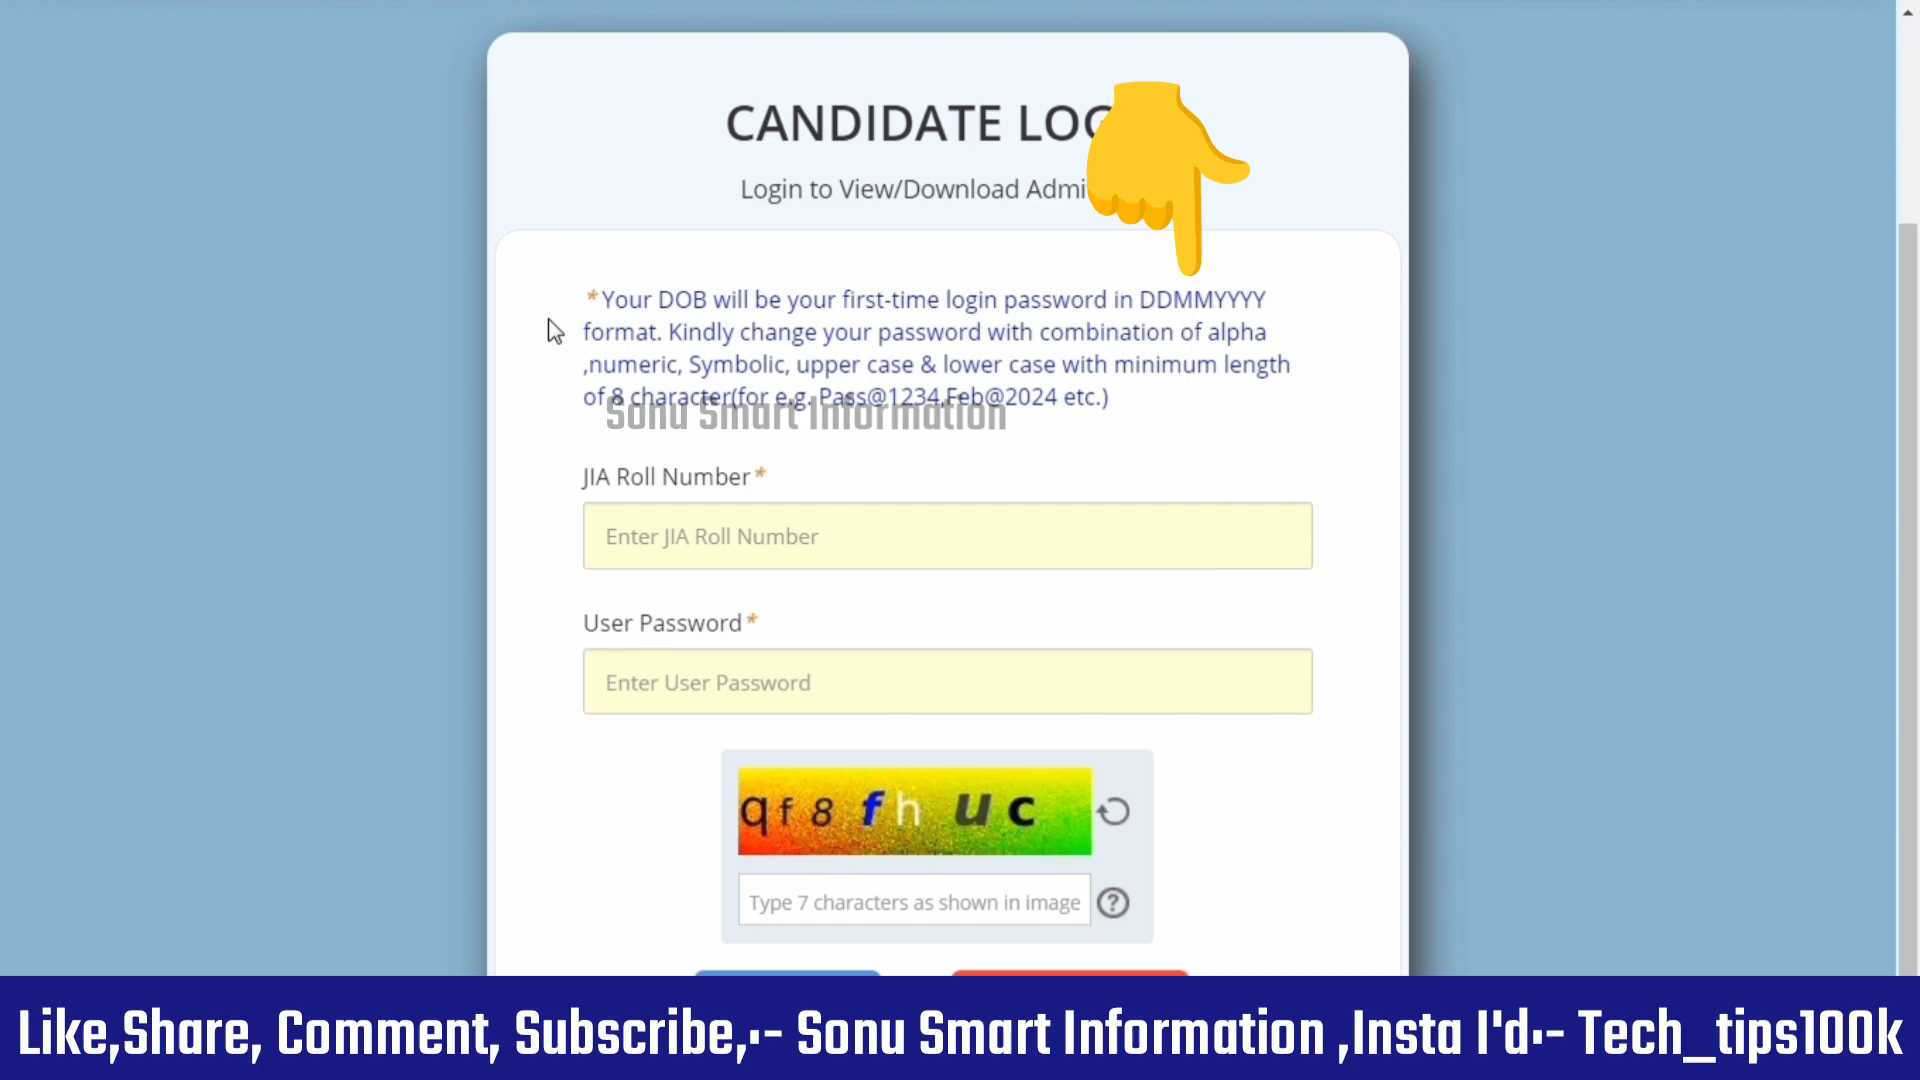 CANDIDATE LOG
Login to View/Download Admi
*Your DOB will be your first-time login password in DDMMYYYY
format. Kindly change your password with combination of alpha
,numeric, Symbolic, upper case & lower case with minimum length
of 8 character(for e.g. Pass@1234,Feb@2024 etc.)
Sonu Smart Information
JIA Roll Number*
Enter JIA Roll Number
User Password*
Enter User Password
qf8fhuc
Type 7 characters as shown in image
?
Like,Share, Comment, Subscribe,:- Sonu Smart Information ,Insta I'd:- Tech_tips100k